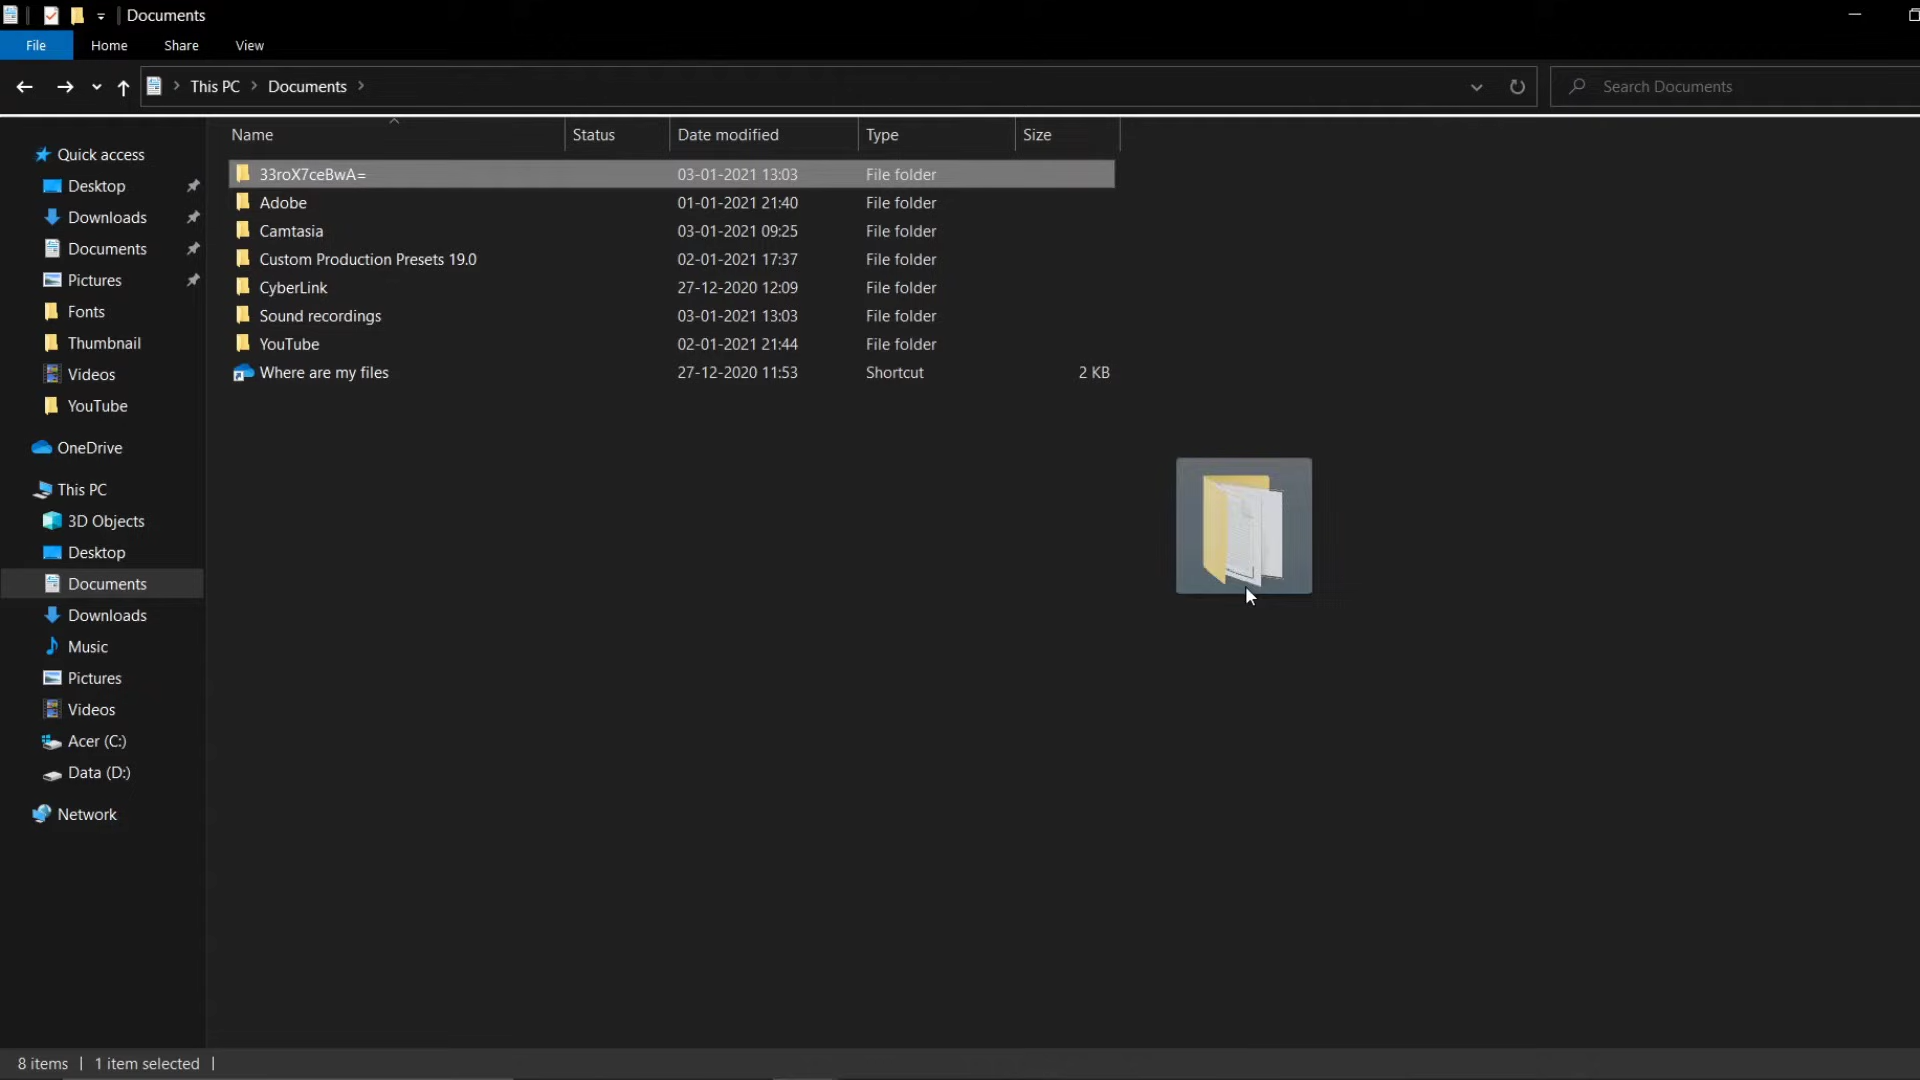 Documents
File Home Share View
This PC Documents Search Documents
Name Status Date modified Type Size
Quick access
Desktop
Downloads
Documents
Pictures
Fonts
Thumbnail
Videos
YouTube
OneDrive
This PC
3D Objects
Desktop
Documents
Downloads
Music
Pictures
Videos
Acer (C:)
Data (D:)
Network
33roX7ceBwA= 03-01-2021 13:03 File folder
Adobe 01-01-2021 21:40 File folder
Camtasia 03-01-2021 09:25 File folder
Custom Production Presets 19.0 02-01-2021 17:37 File folder
CyberLink 27-12-2020 12:09 File folder
Sound recordings 03-01-2021 13:03 File folder
YouTube 02-01-2021 21:44 File folder
Where are my files 27-12-2020 11:53 Shortcut 2 KB
8 items 1 item selected